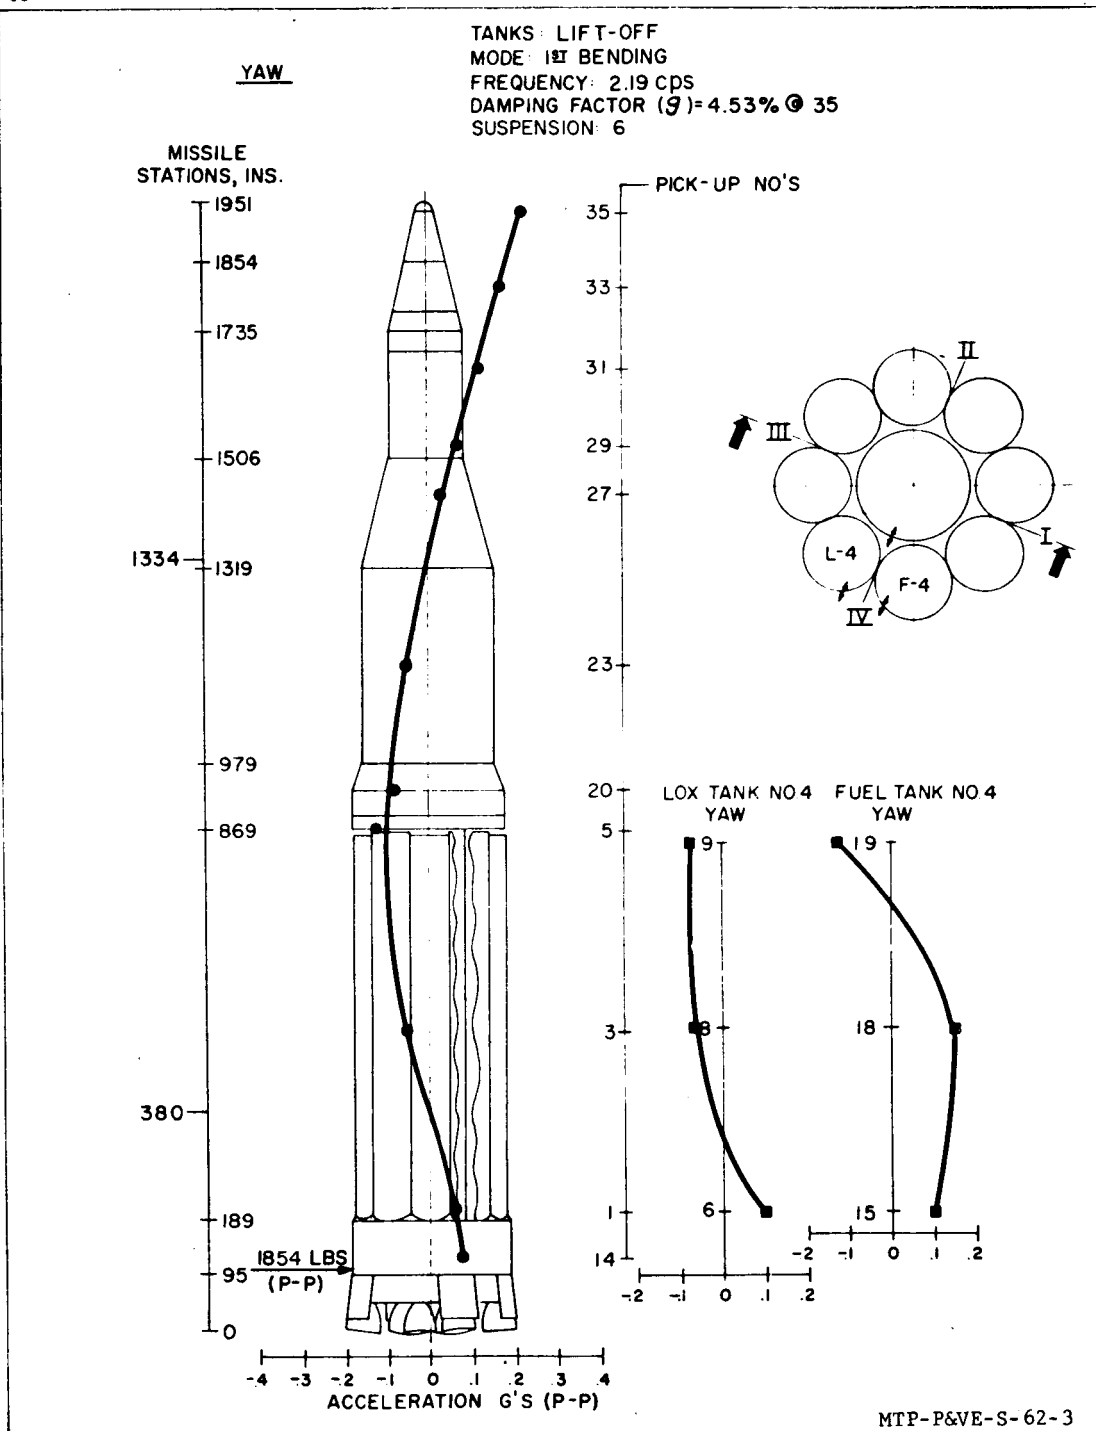 TANKS: LIFT-OFF
MODE: 1ST BENDING
FREQUENCY: 2.19 cps
DAMPING FACTOR (g)=4.53% @ 35
SUSPENSION: 6
YAW
MISSILE
STATIONS, INS.
1951
1854
1735
1506
1334
1319
979
869
380
189
95
0
1854 LBS
(P-P)
-.4 -.3 -.2 -.1 0 .1 .2 .3 .4
ACCELERATION G'S (P-P)
PICK-UP NO'S
35
33
31
29
27
23
20
5
3
1
14
II
III
I
L-4
F-4
IV
LOX TANK NO.4
YAW
9
8
6
-.2 -.1 0 .1 .2
FUEL TANK NO.4
YAW
19
18
15
-.2 -.1 0 .1 .2
MTP-P&VE-S-62-3